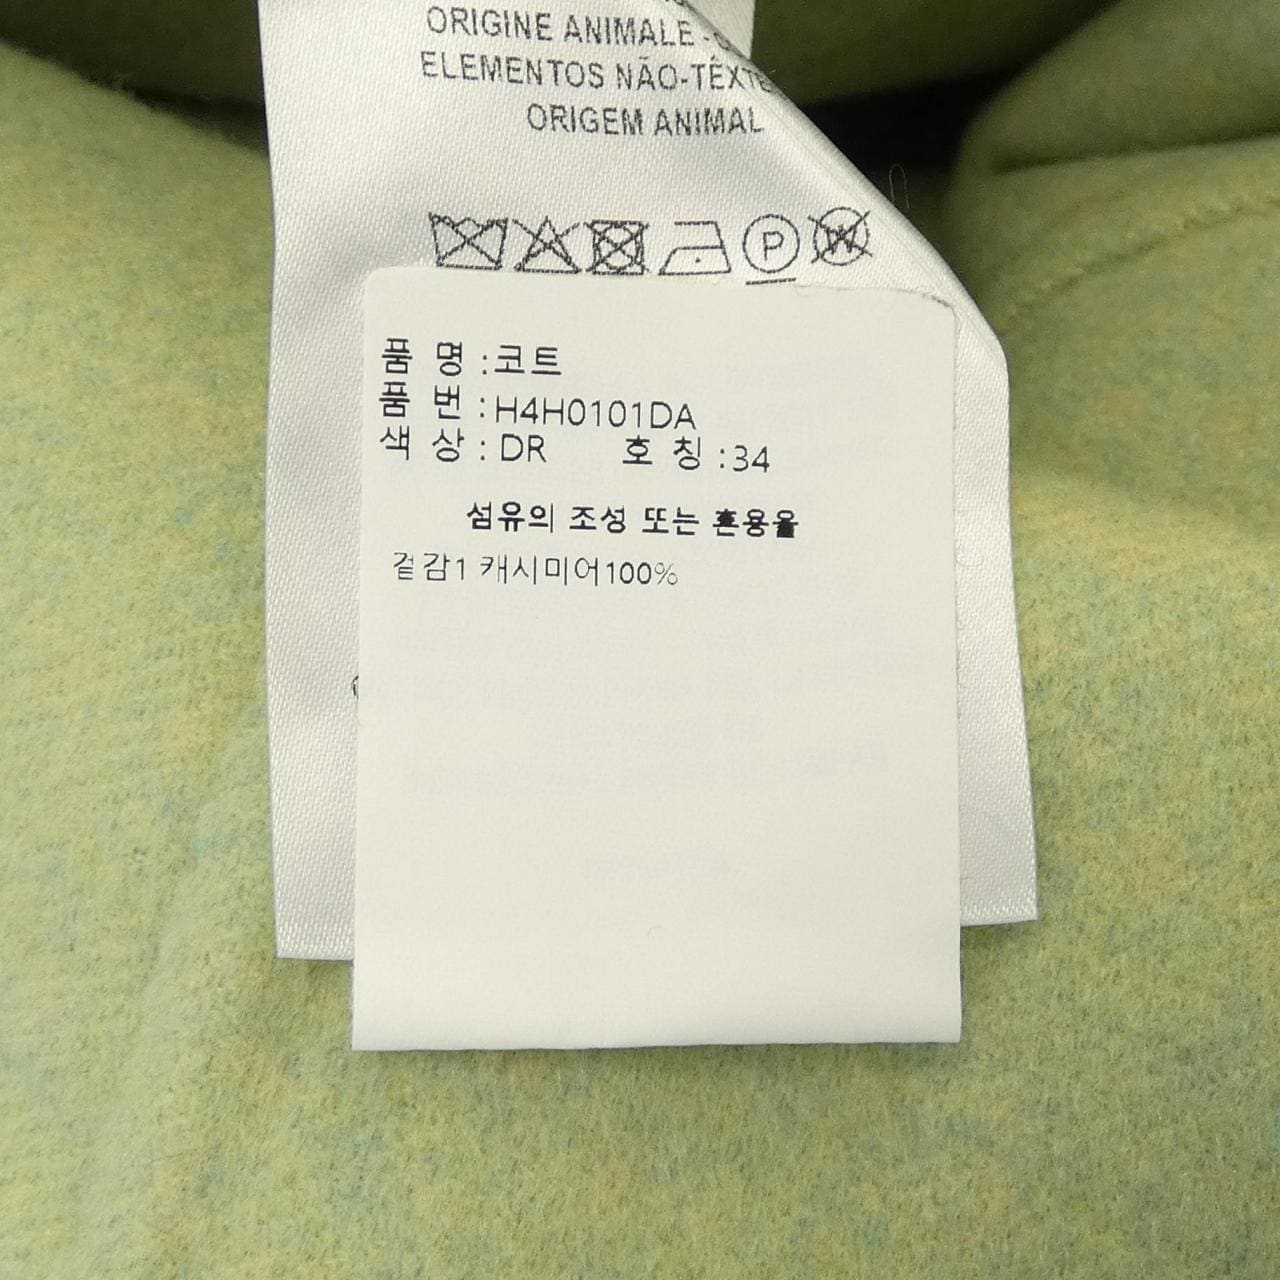 ORIGINE ANIMALE -
ELEMENTOS NÃO-TÊXTE
ORIGEM ANIMAL
P
W
품 명 :코트
품 번 :H4H0101DA
색 상 : DR 호 칭 :34
섬유의 조성 또는 혼용율
겉감1 캐시미어100%